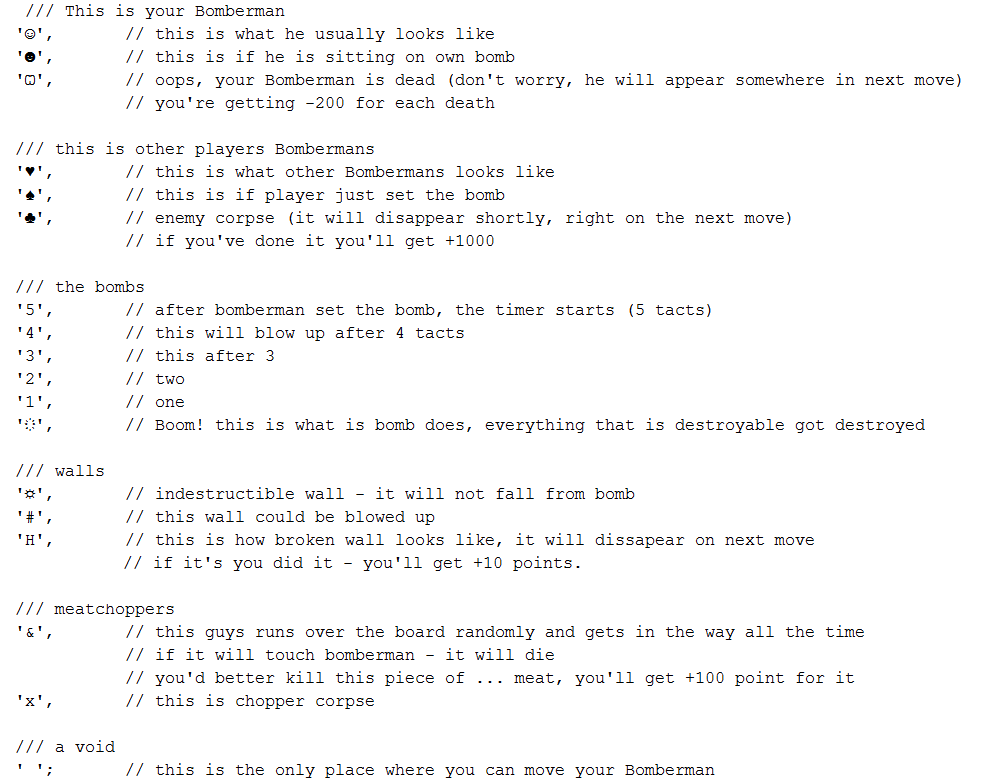 /// This is your Bomberman
'☺',       // this is what he usually looks like
'☻',       // this is if he is sitting on own bomb
'Ѡ',       // oops, your Bomberman is dead (don't worry, he will appear somewhere in next move)
           // you're getting -200 for each death
/// this is other players Bombermans
'♥',       // this is what other Bombermans looks like
'♠',       // this is if player just set the bomb
'♣',       // enemy corpse (it will disappear shortly, right on the next move)
           // if you've done it you'll get +1000
/// the bombs
'5',       // after bomberman set the bomb, the timer starts (5 tacts)
'4',       // this will blow up after 4 tacts
'3',       // this after 3
'2',       // two
'1',       // one
'҉',       // Boom! this is what is bomb does, everything that is destroyable got destroyed
/// walls
'☼',       // indestructible wall - it will not fall from bomb
'#',       // this wall could be blowed up
'H',       // this is how broken wall looks like, it will dissapear on next move
           // if it's you did it - you'll get +10 points.
/// meatchoppers
'&',       // this guys runs over the board randomly and gets in the way all the time
           // if it will touch bomberman - it will die
           // you'd better kill this piece of ... meat, you'll get +100 point for it
'x',       // this is chopper corpse
/// a void
' ';       // this is the only place where you can move your Bomberman